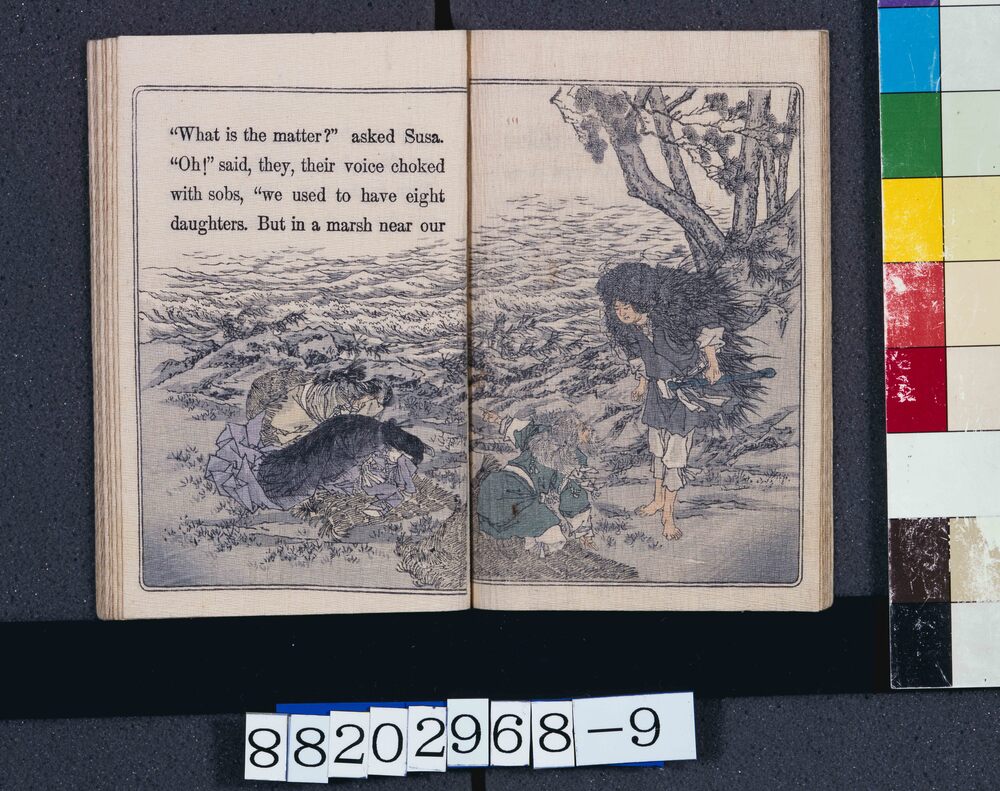 “What is the matter?” asked Susa.
“Oh!” said, they, their voice choked
with sobs, “we used to have eight
daughters. But in a marsh near our
88202968-9